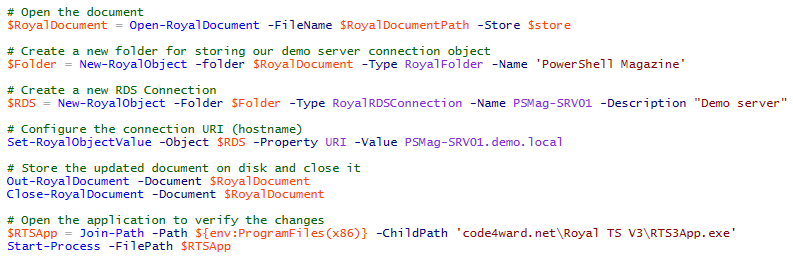 # Open the document
$RoyalDocument = Open-RoyalDocument -FileName $RoyalDocumentPath -Store $store
# Create a new folder for storing our demo server connection object
$Folder = New-RoyalObject -folder $RoyalDocument -Type RoyalFolder -Name 'PowerShell Magazine'
# Create a new RDS Connection
$RDS = New-RoyalObject -Folder $Folder -Type RoyalRDSConnection -Name PSMag-SRV01 -Description "Demo server"
# Configure the connection URI (hostname)
Set-RoyalObjectValue -Object $RDS -Property URI -Value PSMag-SRV01.demo.local
# Store the updated document on disk and close it
Out-RoyalDocument -Document $RoyalDocument
Close-RoyalDocument -Document $RoyalDocument
# Open the application to verify the changes
$RTSApp = Join-Path -Path ${env:ProgramFiles(x86)} -ChildPath 'code4ward.net\Royal TS V3\RTS3App.exe'
Start-Process -FilePath $RTSApp